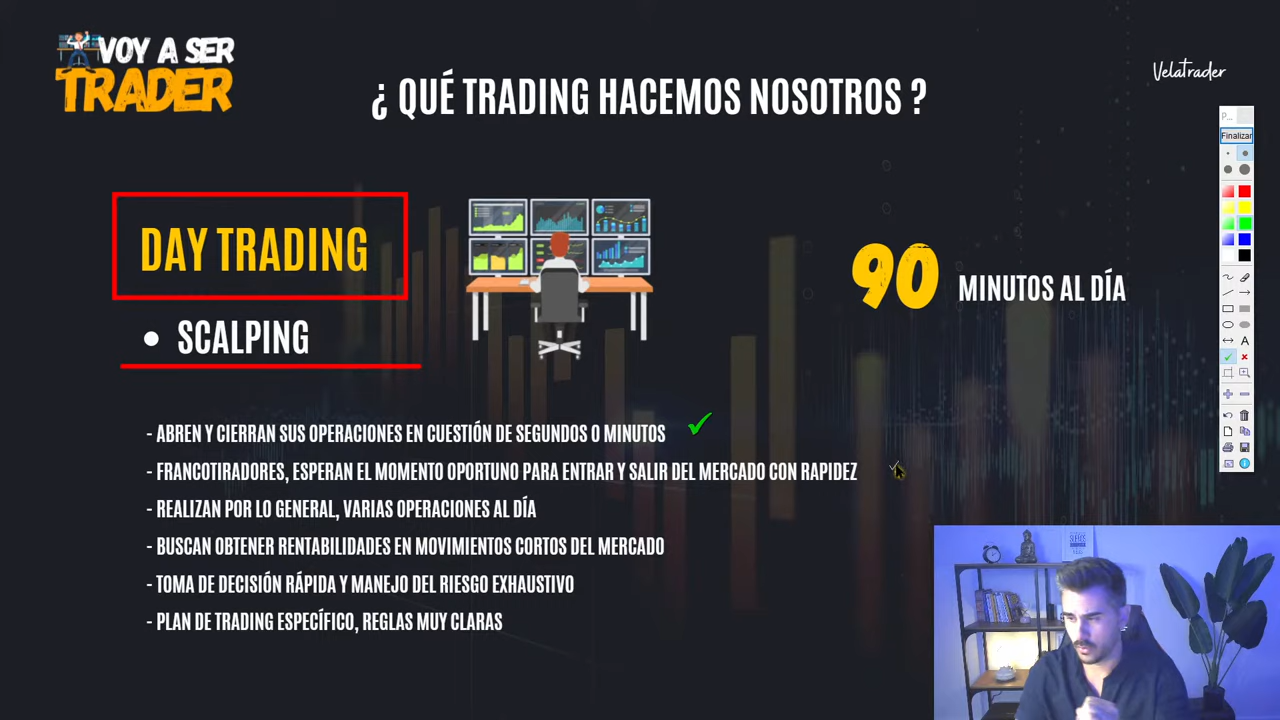 VOY A SER
TRADER
¿ QUÉ TRADING HACEMOS NOSOTROS ?
Velatrader
P...
Finalizar
DAY TRADING
• SCALPING
90 MINUTOS AL DÍA
A
- ABREN Y CIERRAN SUS OPERACIONES EN CUESTIÓN DE SEGUNDOS O MINUTOS
- FRANCOTIRADORES, ESPERAN EL MOMENTO OPORTUNO PARA ENTRAR Y SALIR DEL MERCADO CON RAPIDEZ
- REALIZAN POR LO GENERAL, VARIAS OPERACIONES AL DÍA
- BUSCAN OBTENER RENTABILIDADES EN MOVIMIENTOS CORTOS DEL MERCADO
- TOMA DE DECISIÓN RÁPIDA Y MANEJO DEL RIESGO EXHAUSTIVO
- PLAN DE TRADING ESPECÍFICO, REGLAS MUY CLARAS